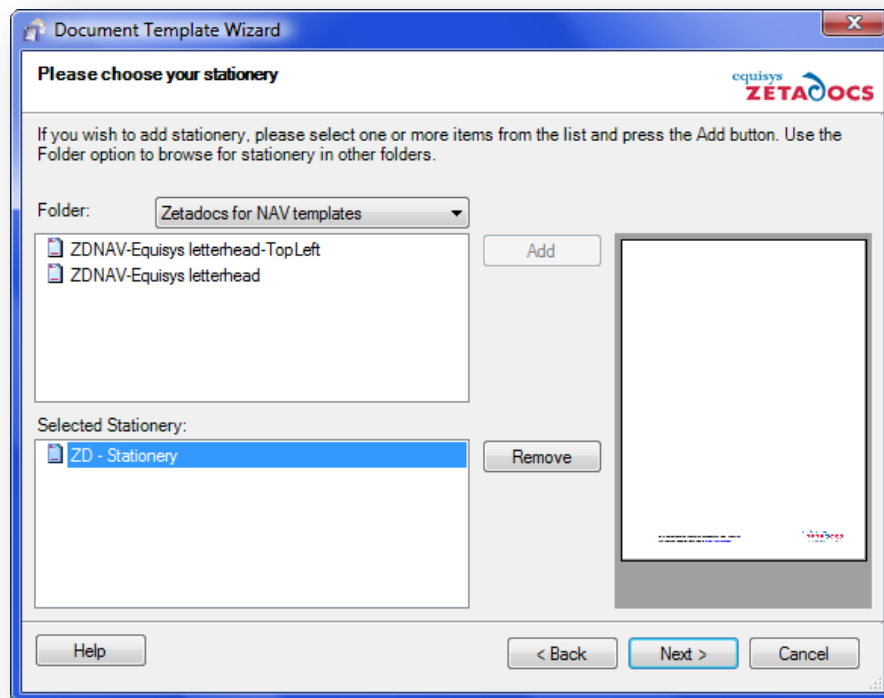 Document Template Wizard
Please choose your stationery
equisys
ZETADOCS
If you wish to add stationery, please select one or more items from the list and press the Add button. Use the
Folder option to browse for stationery in other folders.
Folder:
Zetadocs for NAV templates
ZDNAV-Equisys letterhead-TopLeft
ZDNAV-Equisys letterhead
Add
Selected Stationery:
ZD - Stationery
Remove
Help
< Back
Next >
Cancel